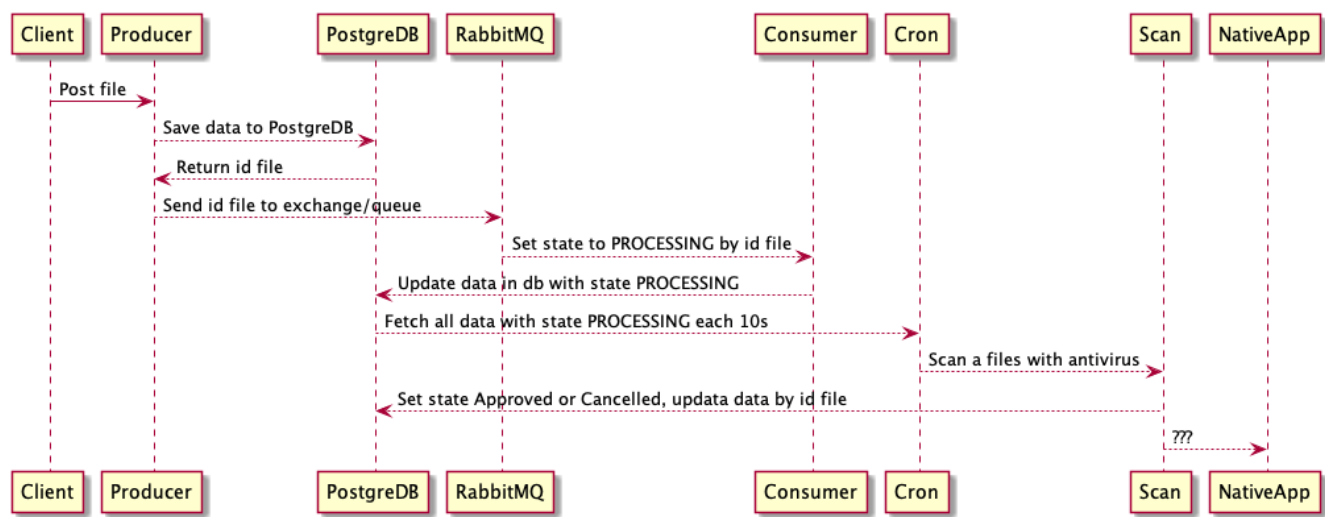 Client
Producer
PostgreDB
RabbitMQ
Consumer
Cron
Scan
NativeApp
Post file
Save data to PostgreDB
Return id file
Send id file to exchange/queue
Set state to PROCESSING by id file
Update data in db with state PROCESSING
Fetch all data with state PROCESSING each 10s
Scan a files with antivirus
Set state Approved or Cancelled, updata data by id file
???
Client
Producer
PostgreDB
RabbitMQ
Consumer
Cron
Scan
NativeApp